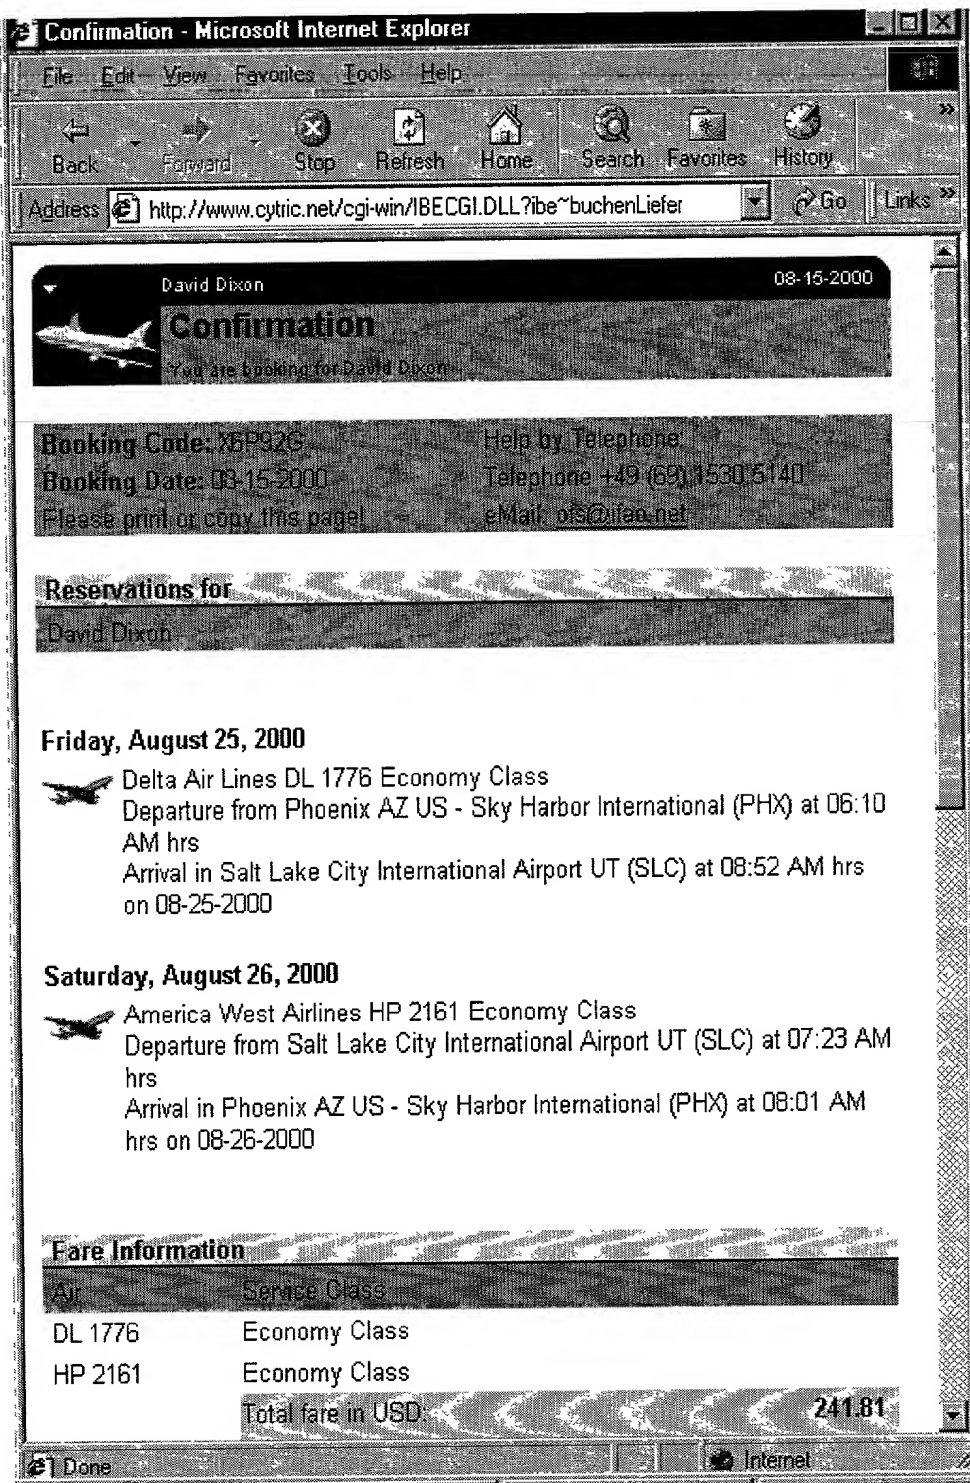 Confirmation - Microsoft Internet Explorer
File Edit View Favorites Tools Help
Back Forward Stop Refresh Home Search Favorites History
Address http://www.cytric.net/cgi-win/IBECGI.DLL?ibe~buchenLiefer Go Links
David Dixon 08-15-2000
Confirmation
You are booking for David Dixon
Booking Code: X6P92G Help by Telephone:
Booking Date: 08-15-2000 Telephone +49 (69) 1530 5140
Please print or copy this page! eMail: ofs@ifao.net
Reservations for
David Dixon
Friday, August 25, 2000
Delta Air Lines DL 1776 Economy Class
Departure from Phoenix AZ US - Sky Harbor International (PHX) at 06:10
AM hrs
Arrival in Salt Lake City International Airport UT (SLC) at 08:52 AM hrs
on 08-25-2000
Saturday, August 26, 2000
America West Airlines HP 2161 Economy Class
Departure from Salt Lake City International Airport UT (SLC) at 07:23 AM
hrs
Arrival in Phoenix AZ US - Sky Harbor International (PHX) at 08:01 AM
hrs on 08-26-2000
Fare Information
Air Service Class
DL 1776 Economy Class
HP 2161 Economy Class
Total fare in USD: 241.81
Done Internet